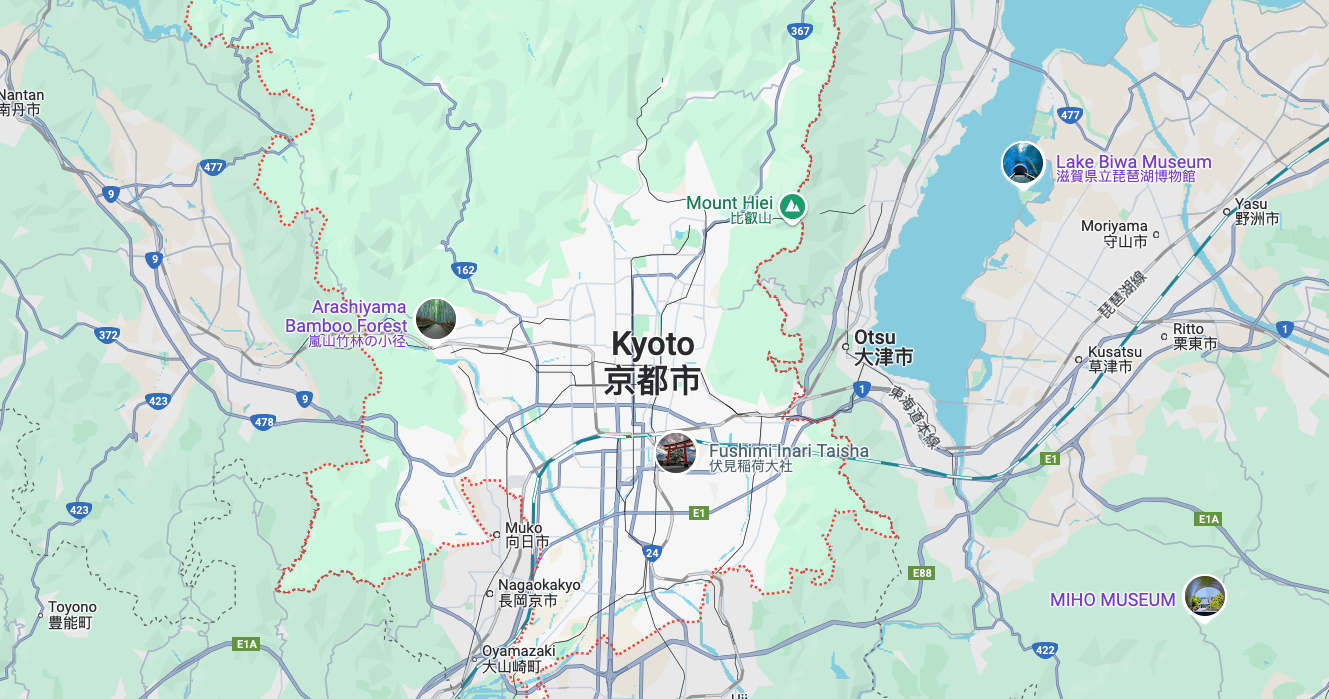 367
Nantan
南丹市
477
477
9
Lake Biwa Museum
滋賀県立琵琶湖博物館
Mount Hiei
比叡山
Yasu
野洲市
Moriyama
守山市
9
162
琵琶湖線
Arashiyama
Bamboo Forest
嵐山竹林の小径
372
Kyoto
京都市
Otsu
大津市
Ritto
栗東市
1
Kusatsu
草津市
423
9
478
1
東海道本線
Fushimi Inari Taisha
伏見稲荷大社
E1
423
E1
E1A
Muko
向日市
24
E88
Nagaokakyo
長岡京市
MIHO MUSEUM
Toyono
豊能町
E1A
Oyamazaki
大山崎町
422